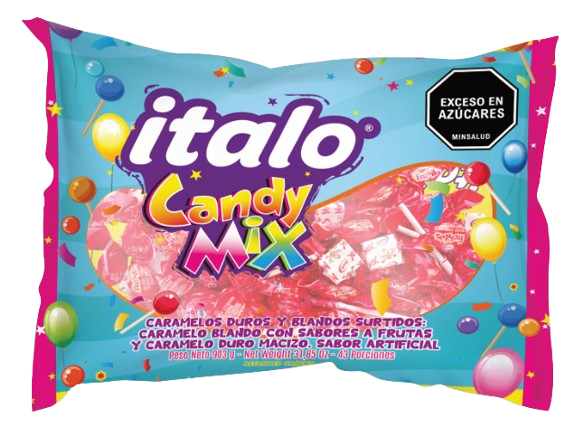 EXCESO EN
AZÚCARES
MINSALUD
italo®
Candy
MiX
CARAMELOS DUROS Y BLANDOS SURTIDOS:
CARAMELO BLANDO CON SABORES A FRUTAS
Y CARAMELO DURO MACIZO, SABOR ARTIFICIAL
Peso Neto 903 g - Net Weight 31,85 Oz - 43 Porciones